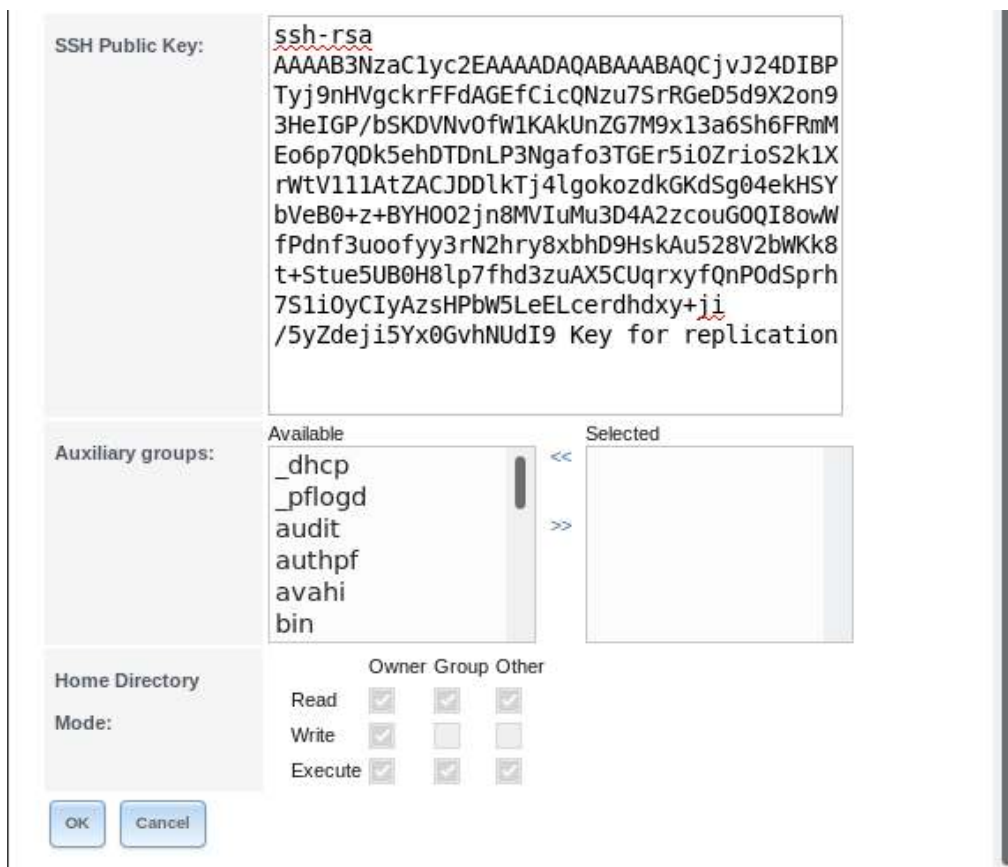 SSH Public Key:
ssh-rsa
AAAAB3NzaC1yc2EAAAADAQABAAABAQCjvJ24DIBP
Tyj9nHVgckrFFdAGEfCicQNzu7SrRGeD5d9X2on9
3HeIGP/bSKDVNvOfW1KAkUnZG7M9x13a6Sh6FRmM
Eo6p7QDk5ehDTDnLP3Ngafo3TGEr5iOZrioS2k1X
rWtV111AtZACJDDlkTj4lgokozdkGKdSg04ekHSY
bVeB0+z+BYHOO2jn8MVIuMu3D4A2zcouGOQI8owW
fPdnf3uoofyy3rN2hry8xbhD9HskAu528V2bWKk8
t+Stue5UB0H8lp7fhd3zuAX5CUqrxyfQnPOdSprh
7S1iOyCIyAzsHPbW5LeELcerdhdxy+ji
/5yZdeji5Yx0GvhNUdI9 Key for replication
Auxiliary groups:
Available
Selected
_dhcp
_pflogd
audit
authpf
avahi
bin
<<
>>
Home Directory
Mode:
Owner Group Other
Read
Write
Execute
OK
Cancel